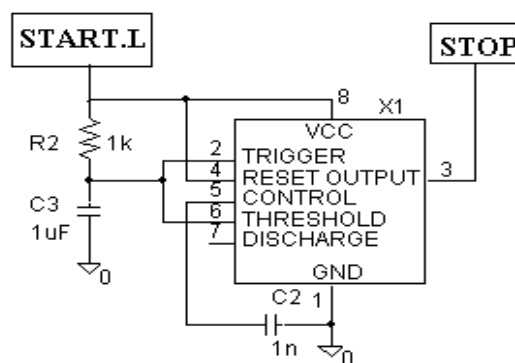 START.L
STOP
8
X1
VCC
R2
1k
2
TRIGGER
4
RESET OUTPUT
3
5
CONTROL
C3
6
THRESHOLD
1uF
7
DISCHARGE
GND
0
C2
1
1n
0